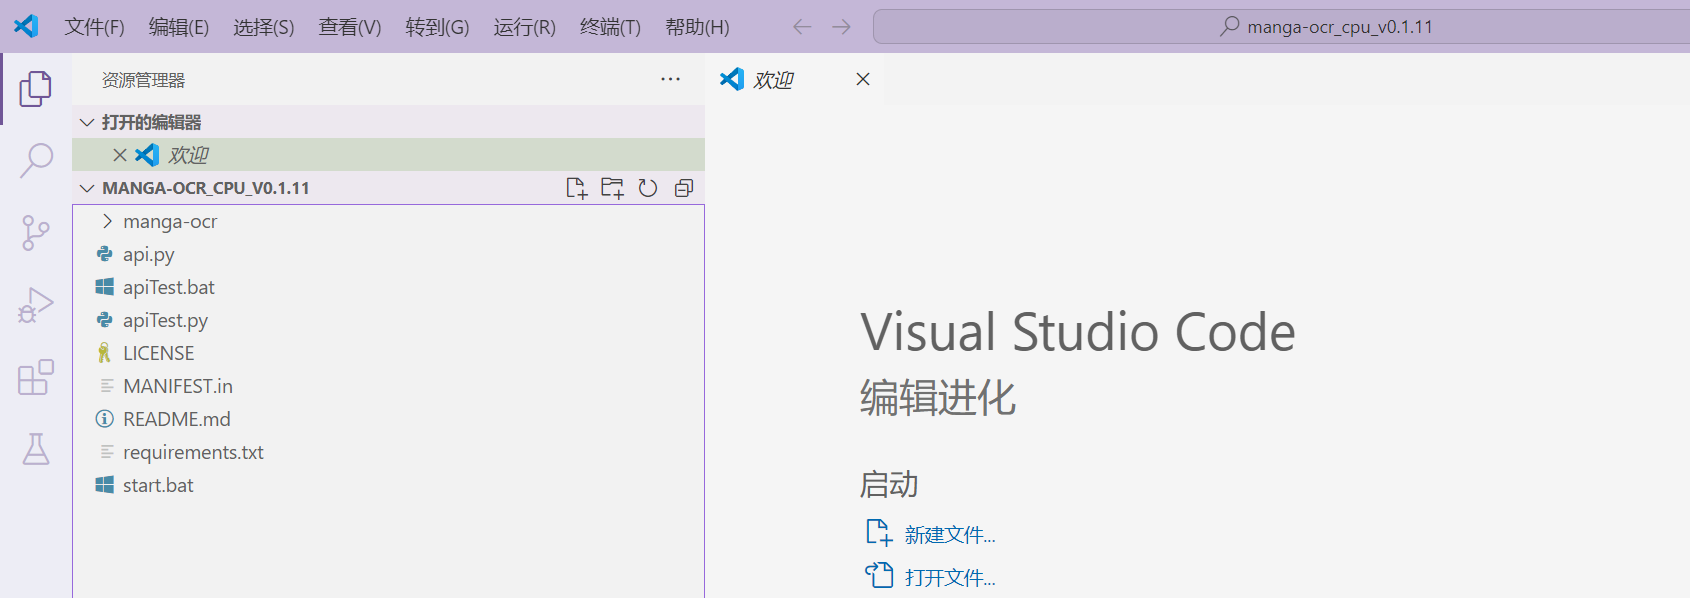 文件(F) 编辑(E) 选择(S) 查看(V) 转到(G) 运行(R) 终端(T) 帮助(H) manga-ocr_cpu_v0.1.11
资源管理器
打开的编辑器
欢迎
MANGA-OCR_CPU_V0.1.11
manga-ocr
api.py
apiTest.bat
apiTest.py
LICENSE
MANIFEST.in
README.md
requirements.txt
start.bat
欢迎
Visual Studio Code
编辑进化
启动
新建文件...
打开文件...